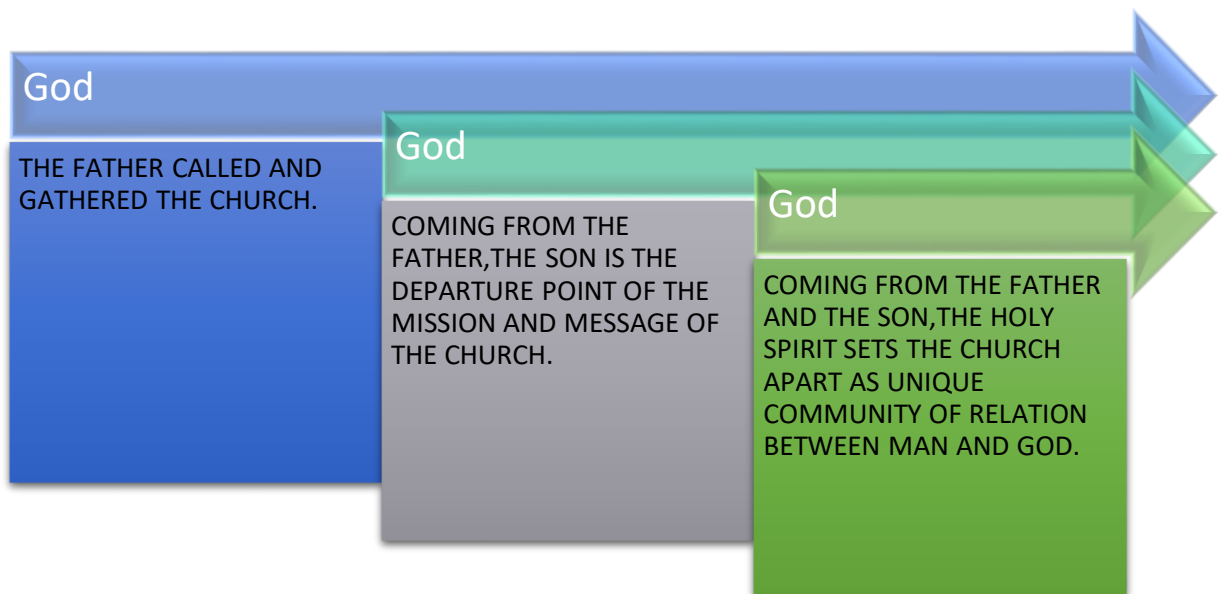 God
THE FATHER CALLED AND
GATHERED THE CHURCH.
God
COMING FROM THE
FATHER,THE SON IS THE
DEPARTURE POINT OF THE
MISSION AND MESSAGE OF
THE CHURCH.
God
COMING FROM THE FATHER
AND THE SON,THE HOLY
SPIRIT SETS THE CHURCH
APART AS UNIQUE
COMMUNITY OF RELATION
BETWEEN MAN AND GOD.